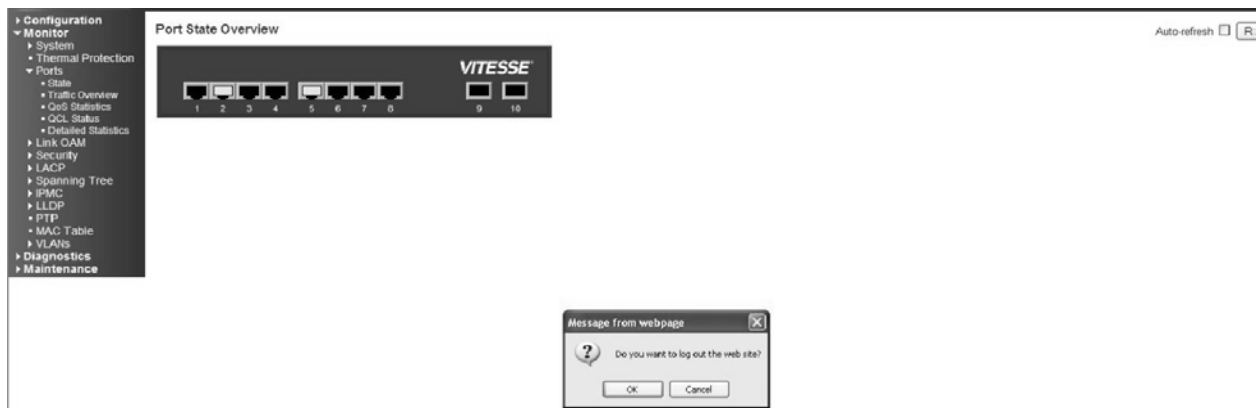 Configuration
Monitor
System
Thermal Protection
Ports
State
Traffic Overview
QoS Statistics
QCL Status
Detailed Statistics
Link OAM
Security
LACP
Spanning Tree
IPMC
LLDP
PTP
MAC Table
VLANs
Diagnostics
Maintenance
Port State Overview
Auto-refresh
VITESSE
1 2 3 4 5 6 7 8 9 10
Message from webpage
Do you want to log out the web site?
OK Cancel